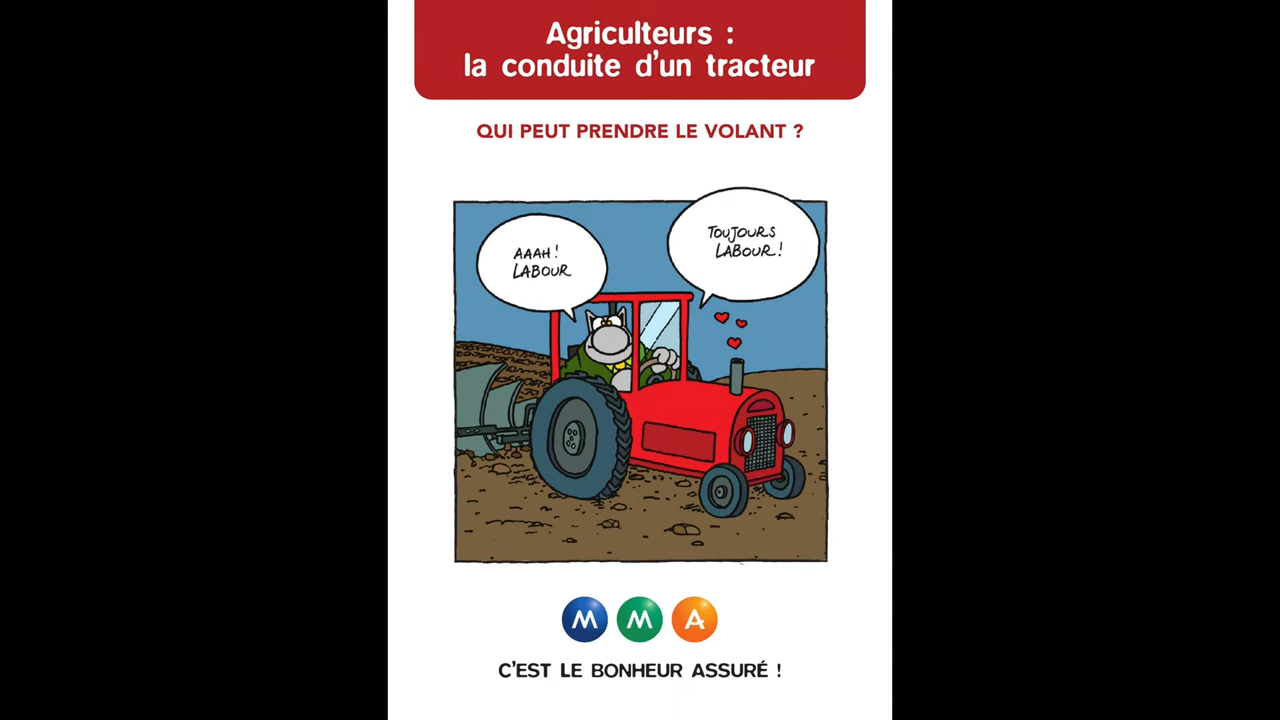 Agriculteurs :
la conduite d'un tracteur
QUI PEUT PRENDRE LE VOLANT ?
AAAH !
LABOUR
TOUJOURS
LABOUR !
M M A
C'EST LE BONHEUR ASSURÉ !